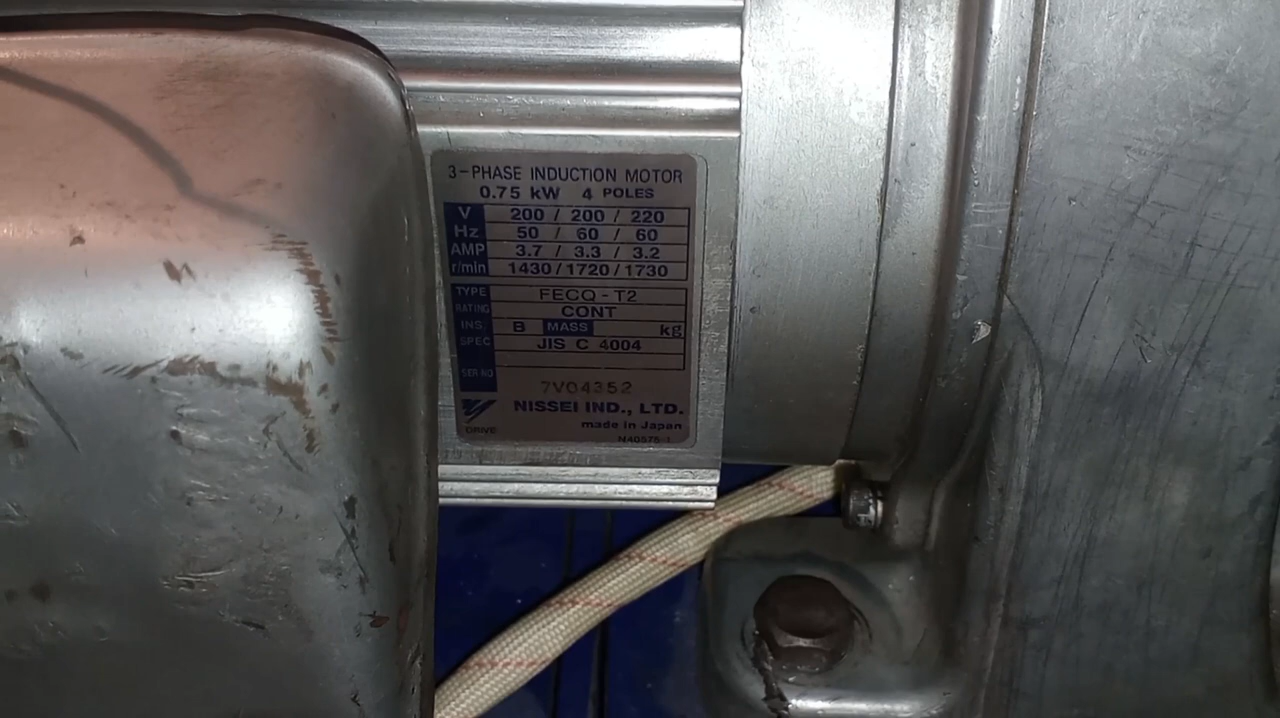 3-PHASE INDUCTION MOTOR
0.75 kW 4 POLES
V 200 / 200 / 220
Hz 50 / 60 / 60
AMP 3.7 / 3.3 / 3.2
r/min 1430 / 1720 / 1730
TYPE FECQ-T2
RATING CONT
INS. B MASS kg
SPEC JIS C 4004
SER NO
7V04352
NISSEI IND., LTD.
DRIVE made in Japan
N40575-1